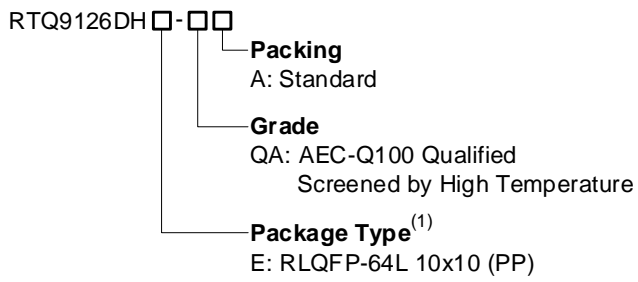 RTQ9126DH□-□□
Packing
A: Standard
Grade
QA: AEC-Q100 Qualified
Screened by High Temperature
Package Type(1)
E: RLQFP-64L 10x10 (PP)